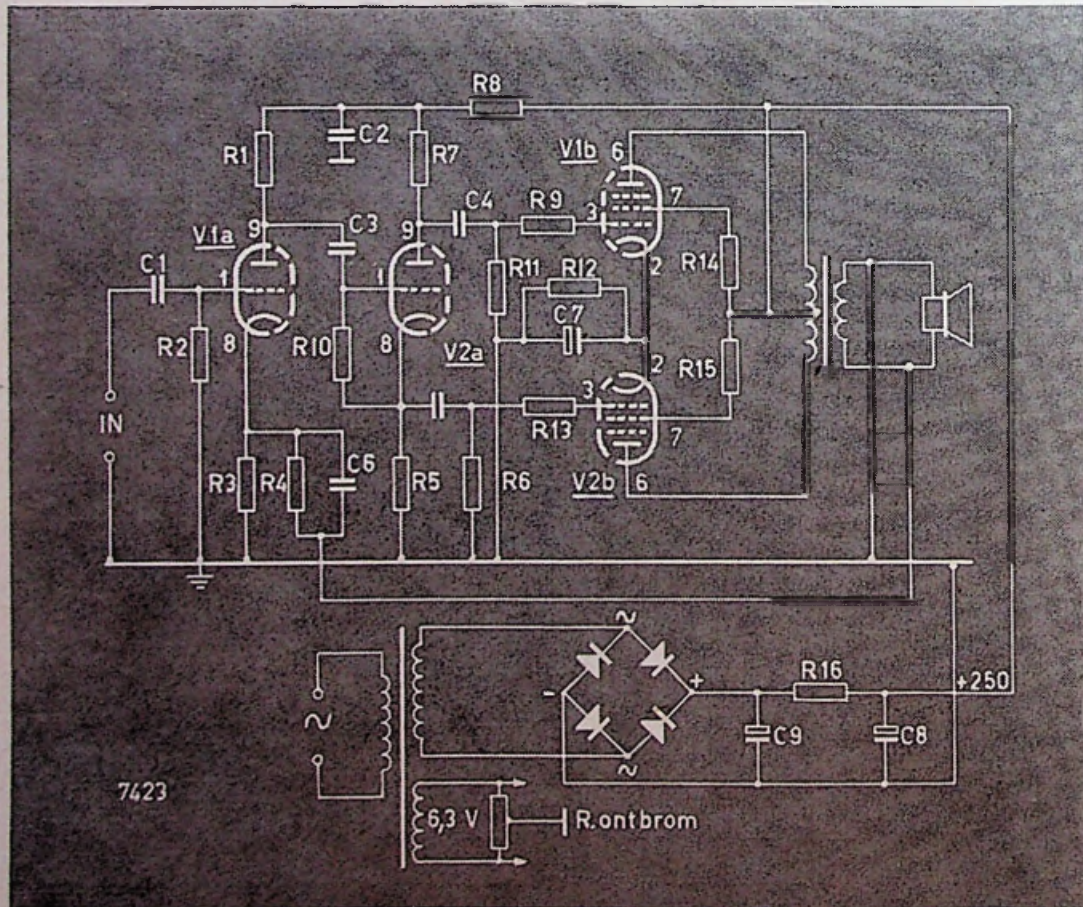 R8
C2
R1
R7
V1b
6
7
9
9
C4
R9
3
C3
V1a
2
R14
C1
1
1
R11
R12
C7
8
R10
8
R2
V2a
2
R15
3
IN
R13
7
C6
R3
R4
R5
R6
V2b
6
~
-
+
R16
+250
~
C9
C8
~
7423
6,3 V
R.ontbrom